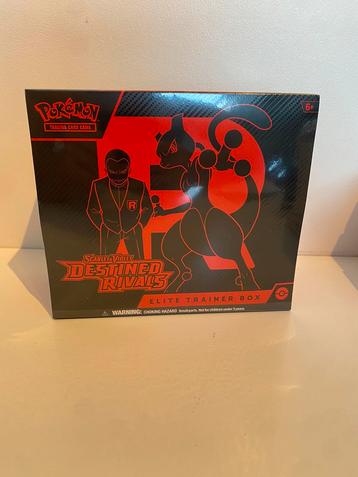 POKÉMON
TRADING CARD GAME
6+
R
SCARLET & VIOLET
DESTINED
RIVALS
ELITE TRAINER BOX
WARNING: CHOKING HAZARD Small parts. Not for children under 3 years.